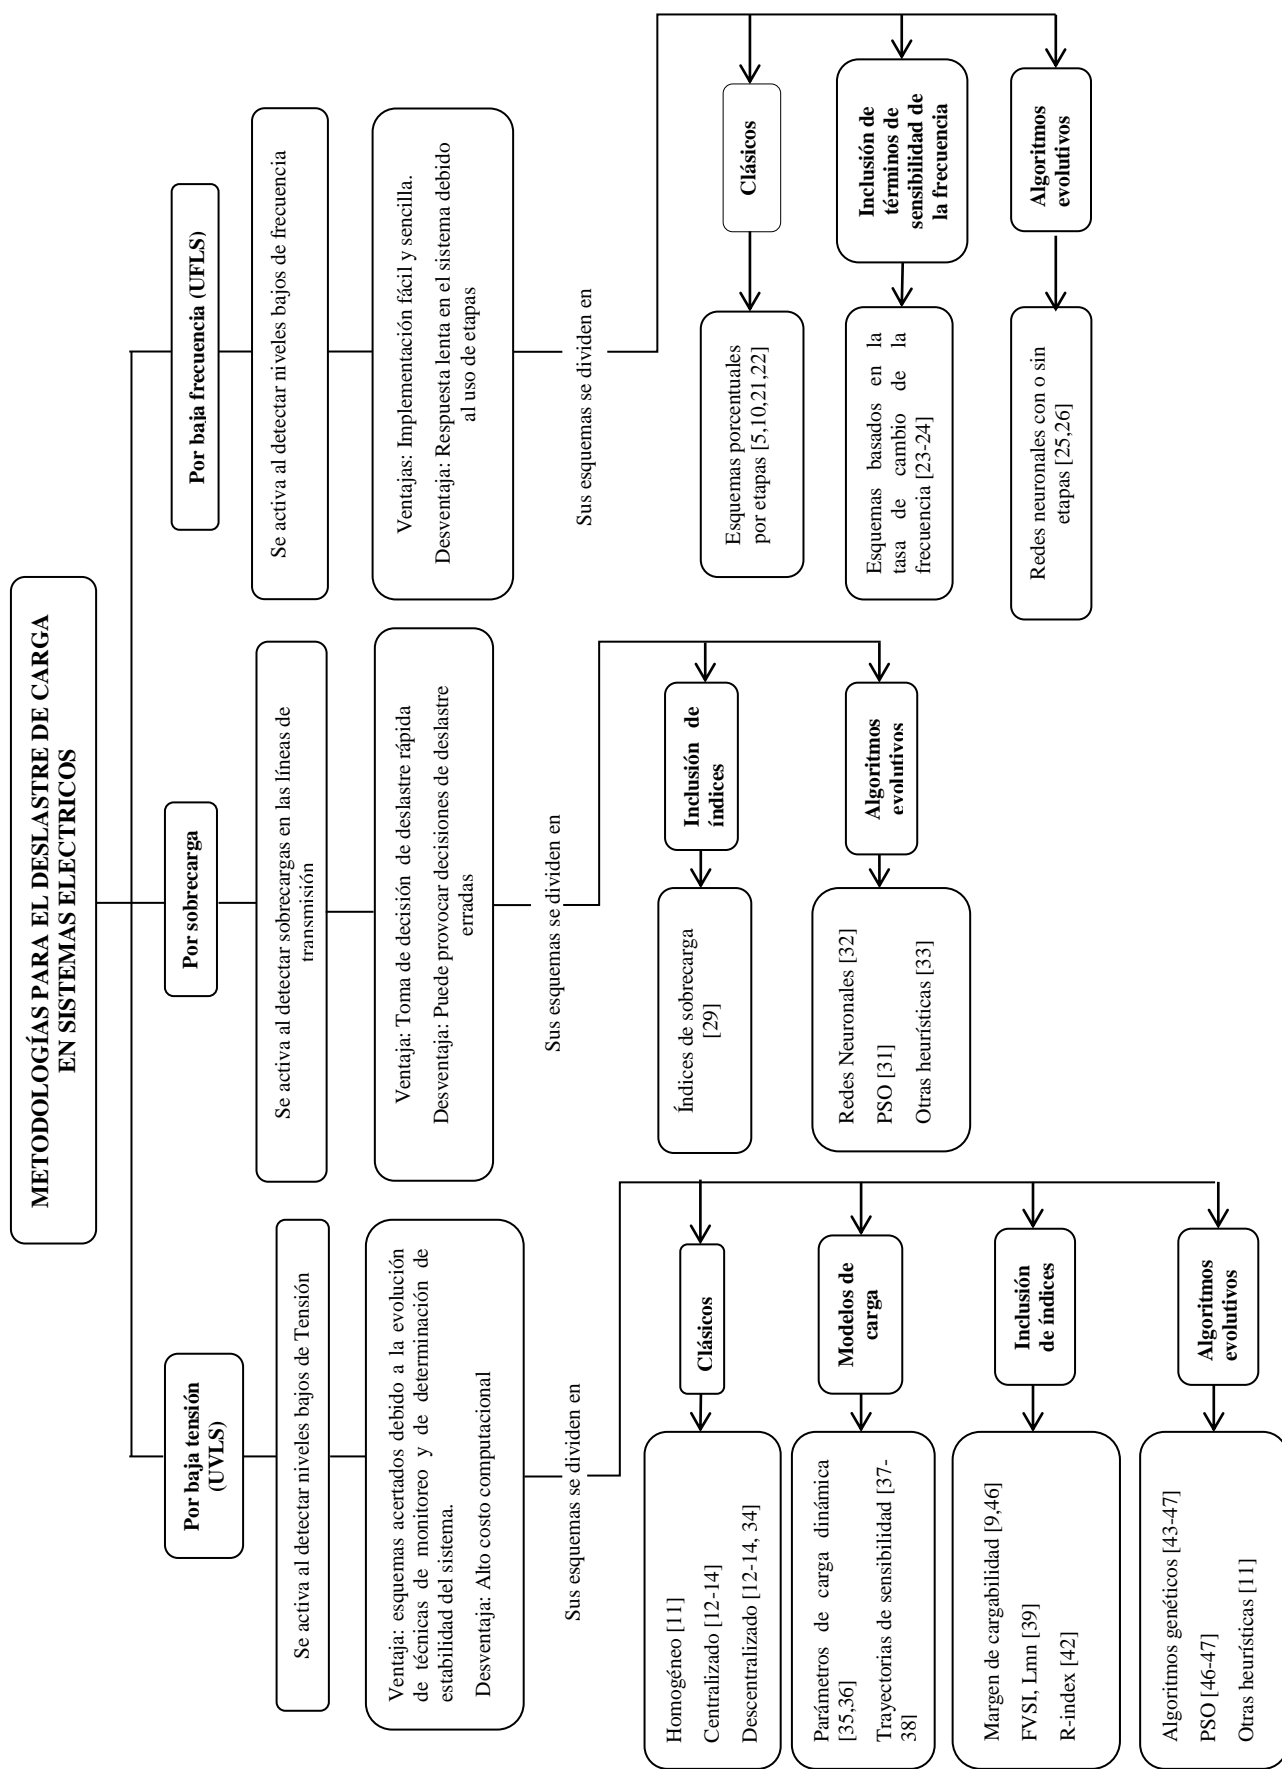 METODOLOGÍAS PARA EL DESLASTRE DE CARGA
EN SISTEMAS ELECTRICOS
Por baja tensión
(UVLS)
Se activa al detectar niveles bajos de Tensión
Ventaja: esquemas acertados debido a la evolución
de técnicas de monitoreo y de determinación de
estabilidad del sistema.
Desventaja: Alto costo computacional
Sus esquemas se dividen en
Clásicos
Homogéneo [11]
Centralizado [12-14]
Descentralizado [12-14, 34]
Modelos de
carga
Parámetros de carga dinámica
[35,36]
Trayectorias de sensibilidad [37-
38]
Inclusión
de índices
Margen de cargabilidad [9,46]
FVSI, Lmn [39]
R-index [42]
Algoritmos
evolutivos
Algoritmos genéticos [43-47]
PSO [46-47]
Otras heurísticas [11]
Por sobrecarga
Se activa al detectar sobrecargas en las líneas de
transmisión
Ventaja: Toma de decisión de deslastre rápida
Desventaja: Puede provocar decisiones de deslastre
erradas
Sus esquemas se dividen en
Inclusión de
índices
Índices de sobrecarga
[29]
Algoritmos
evolutivos
Redes Neuronales [32]
PSO [31]
Otras heurísticas [33]
Por baja frecuencia (UFLS)
Se activa al detectar niveles bajos de frecuencia
Ventajas: Implementación fácil y sencilla.
Desventaja: Respuesta lenta en el sistema debido
al uso de etapas
Sus esquemas se dividen en
Clásicos
Esquemas porcentuales
por etapas [5,10,21,22]
Inclusión de
términos de
sensibilidad de
la frecuencia
Esquemas basados en la
tasa de cambio de la
frecuencia [23-24]
Algoritmos
evolutivos
Redes neuronales con o sin
etapas [25,26]